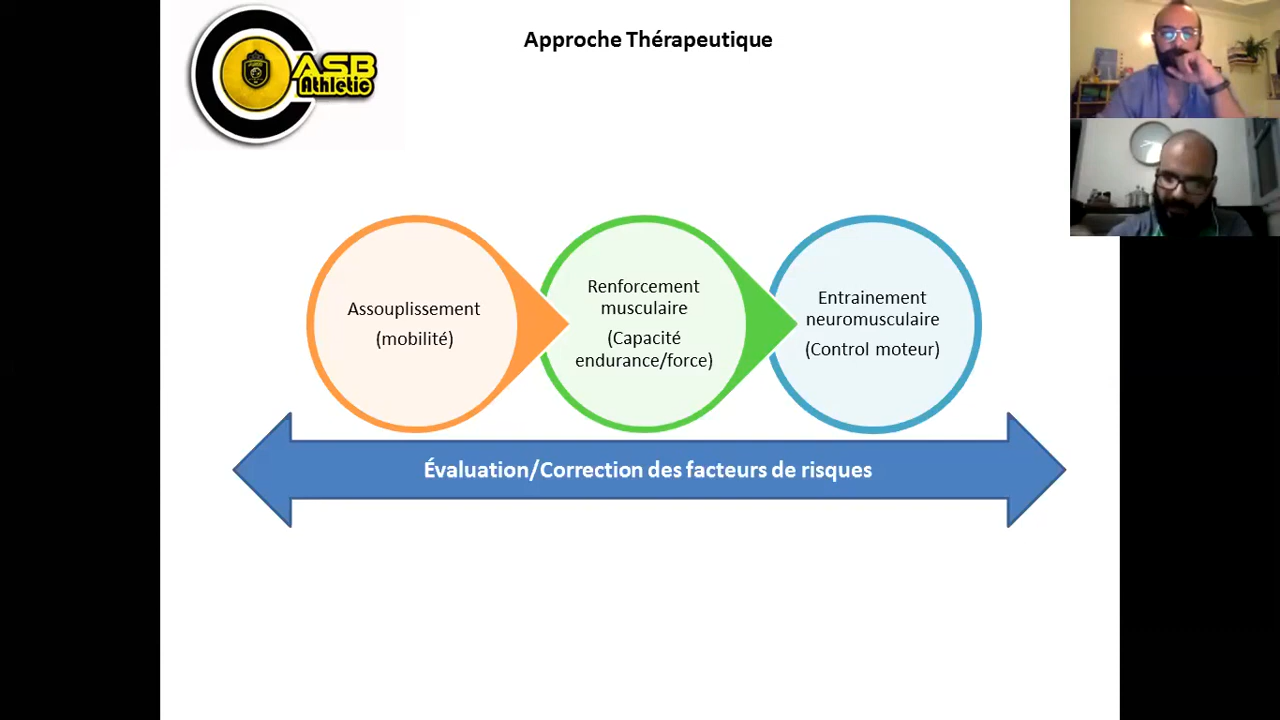 Approche Thérapeutique
ASB
Athletic
Assouplissement
(mobilité)
Renforcement
musculaire
(Capacité
endurance/force)
Entrainement
neuromusculaire
(Control moteur)
Évaluation/Correction des facteurs de risques